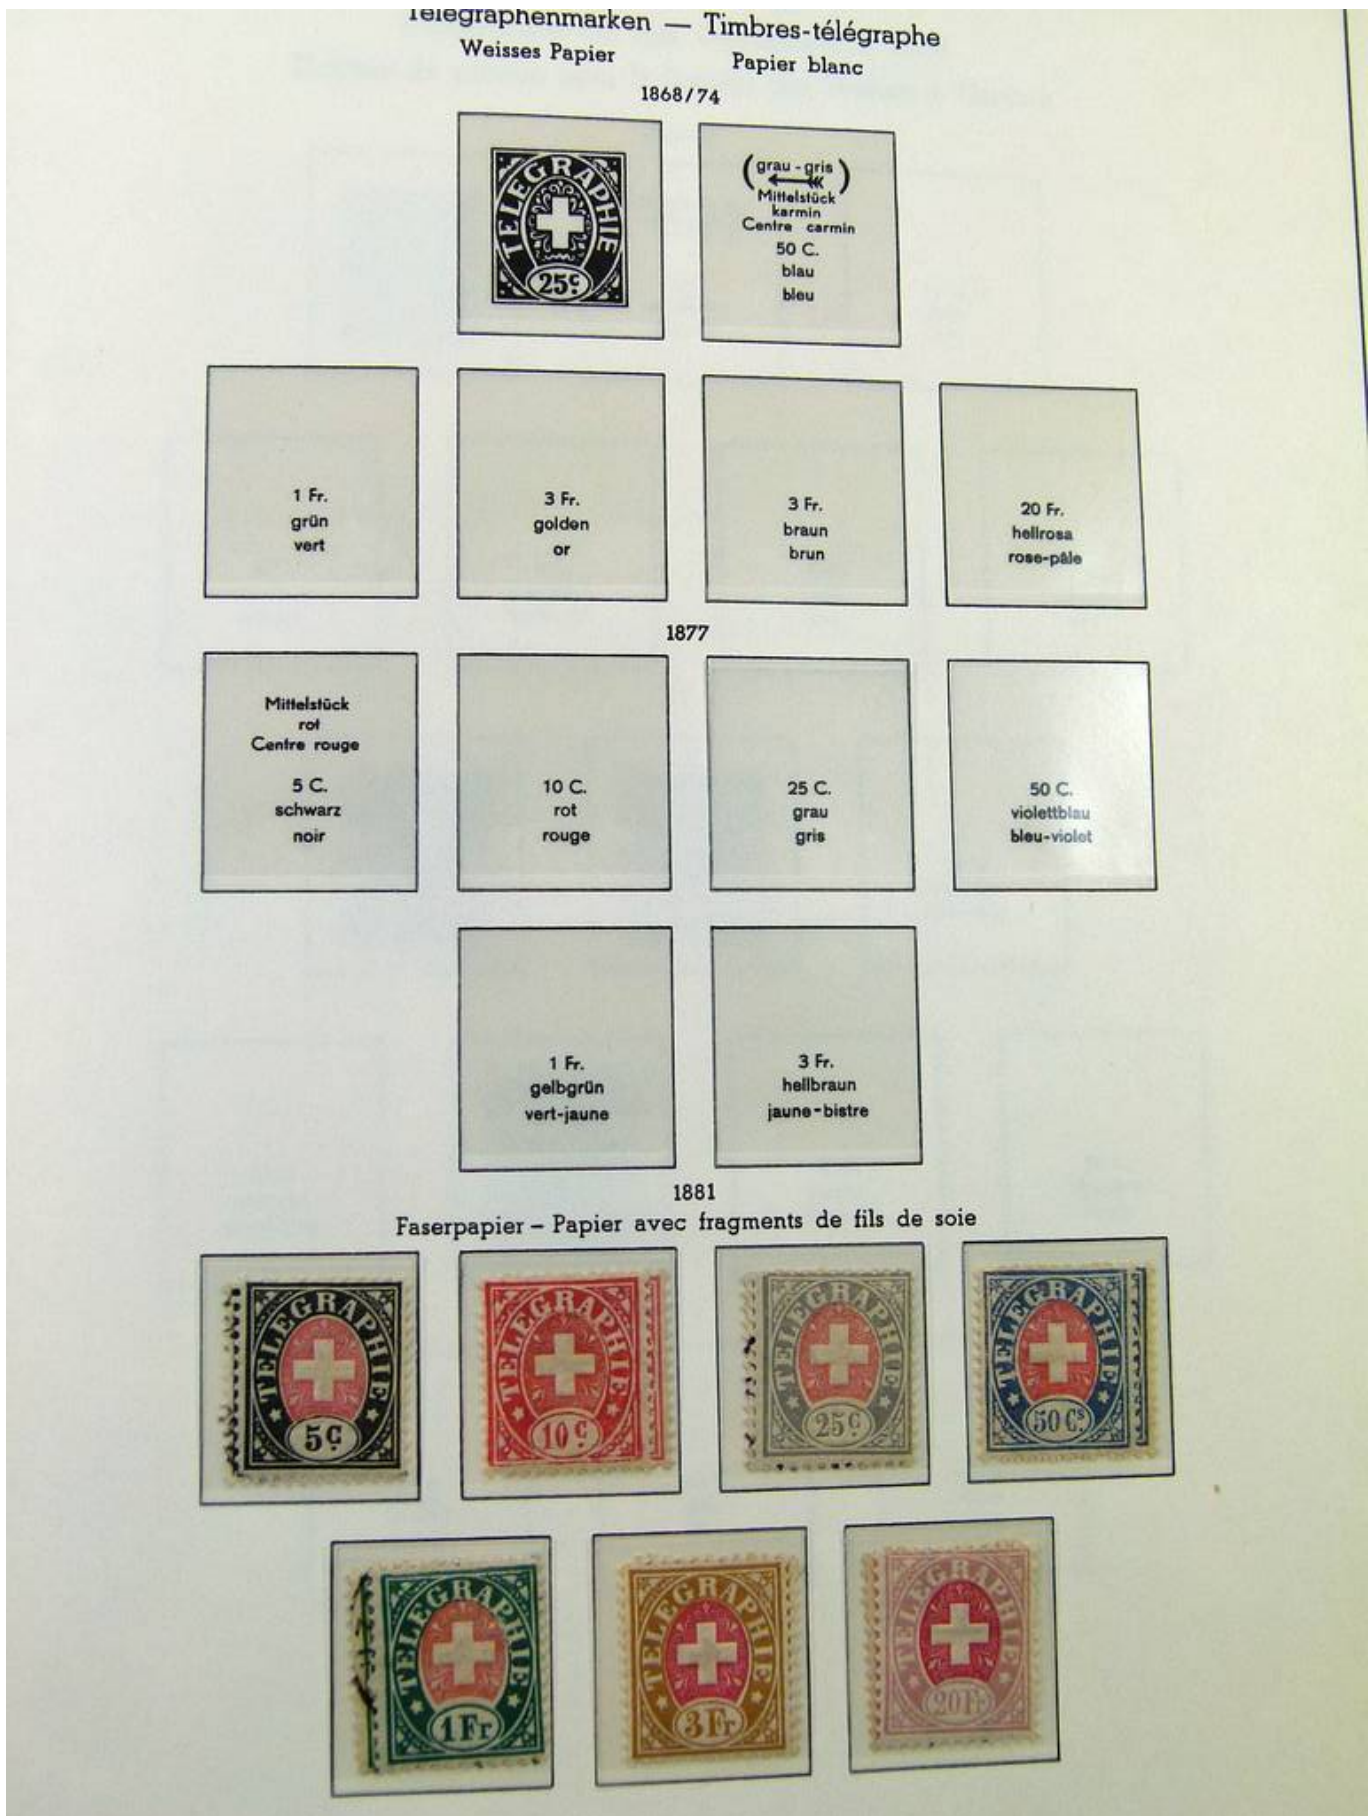 Telegraphenmarken — Timbres-télégraphe
Weisses Papier Papier blanc
1868/74
TELEGRAPHIE
25c
(grau - gris)
Mittelstück
karmin
Centre carmin
50 C.
blau
bleu
1 Fr.
grün
vert
3 Fr.
golden
or
3 Fr.
braun
brun
20 Fr.
hellrosa
rose-pâle
1877
Mittelstück
rot
Centre rouge
5 C.
schwarz
noir
10 C.
rot
rouge
25 C.
grau
gris
50 C.
violettblau
bleu-violet
1 Fr.
gelbgrün
vert-jaune
3 Fr.
hellbraun
jaune-bistre
1881
Faserpapier – Papier avec fragments de fils de soie
TELEGRAPHIE
5c
TELEGRAPHIE
10c
TELEGRAPHIE
25c
TELEGRAPHIE
50Cs
TELEGRAPHIE
1Fr
TELEGRAPHIE
3Fr
TELEGRAPHIE
20Fr